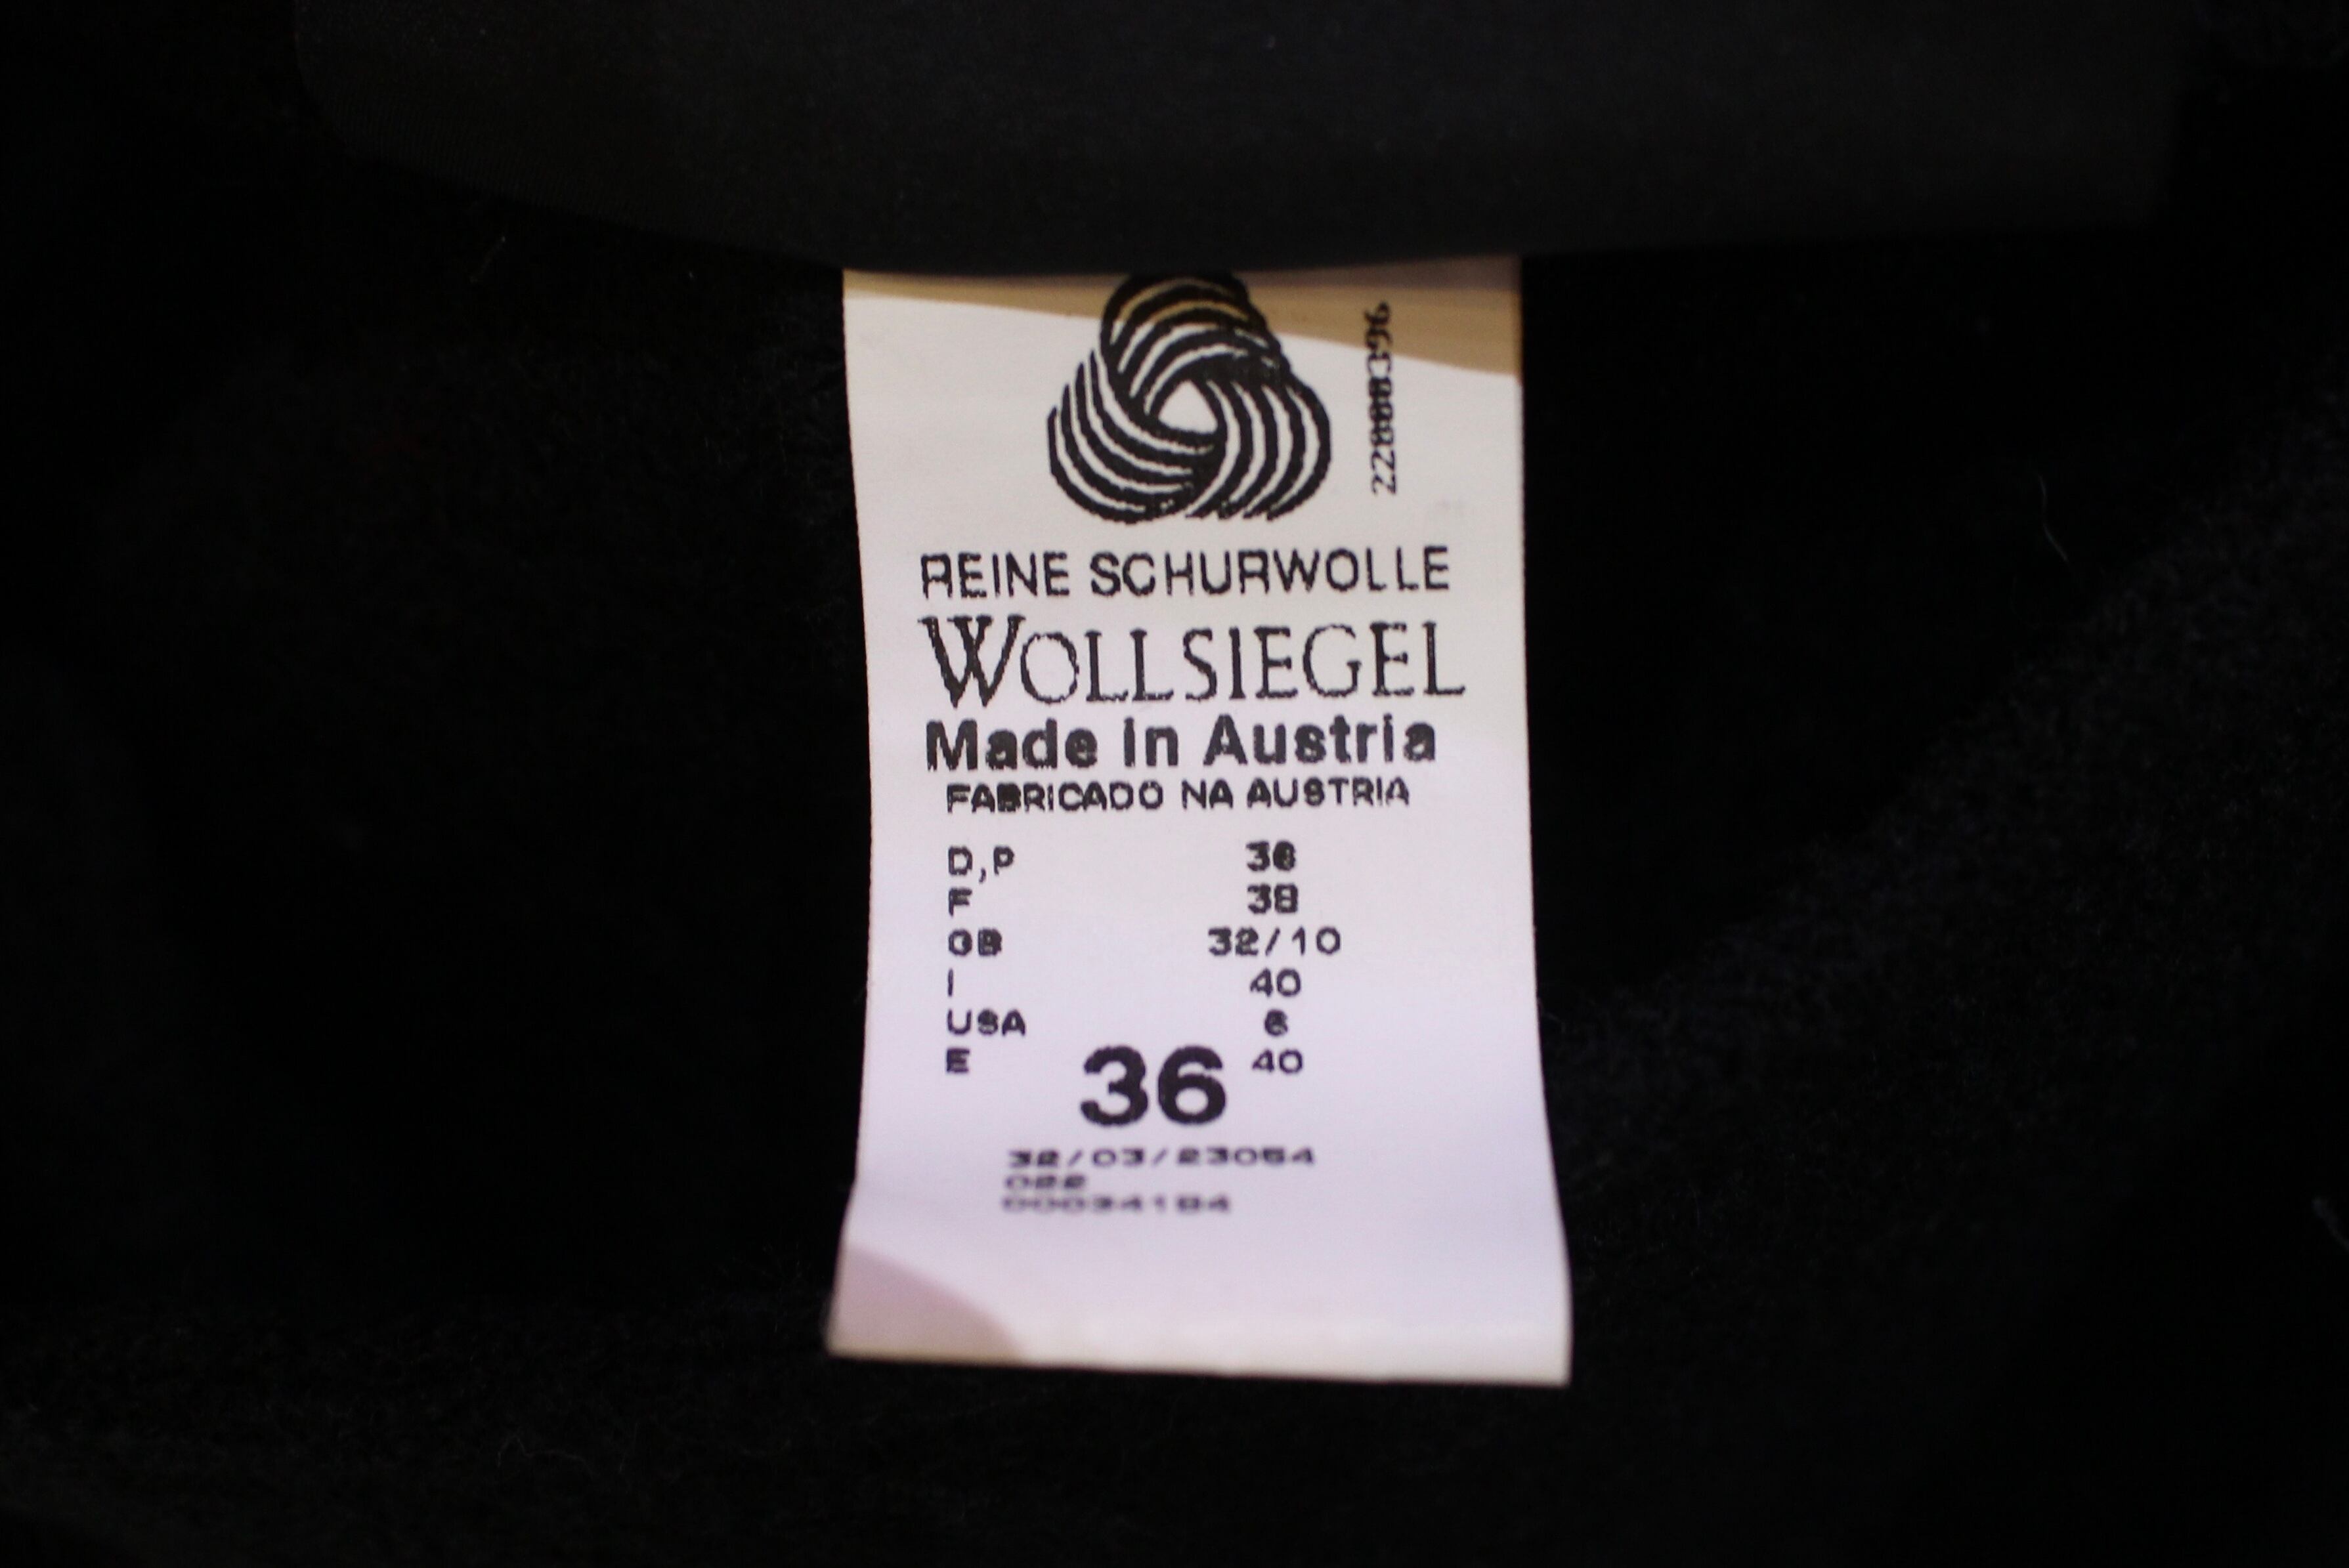 REINE SCHURWOLLE
WOLLSIEGEL
Made in Austria
FABRICADO NA AUSTRIA
D,P 36
F 38
GB 32/10
I 40
USA 6
E 40
36
32/03/23054
022